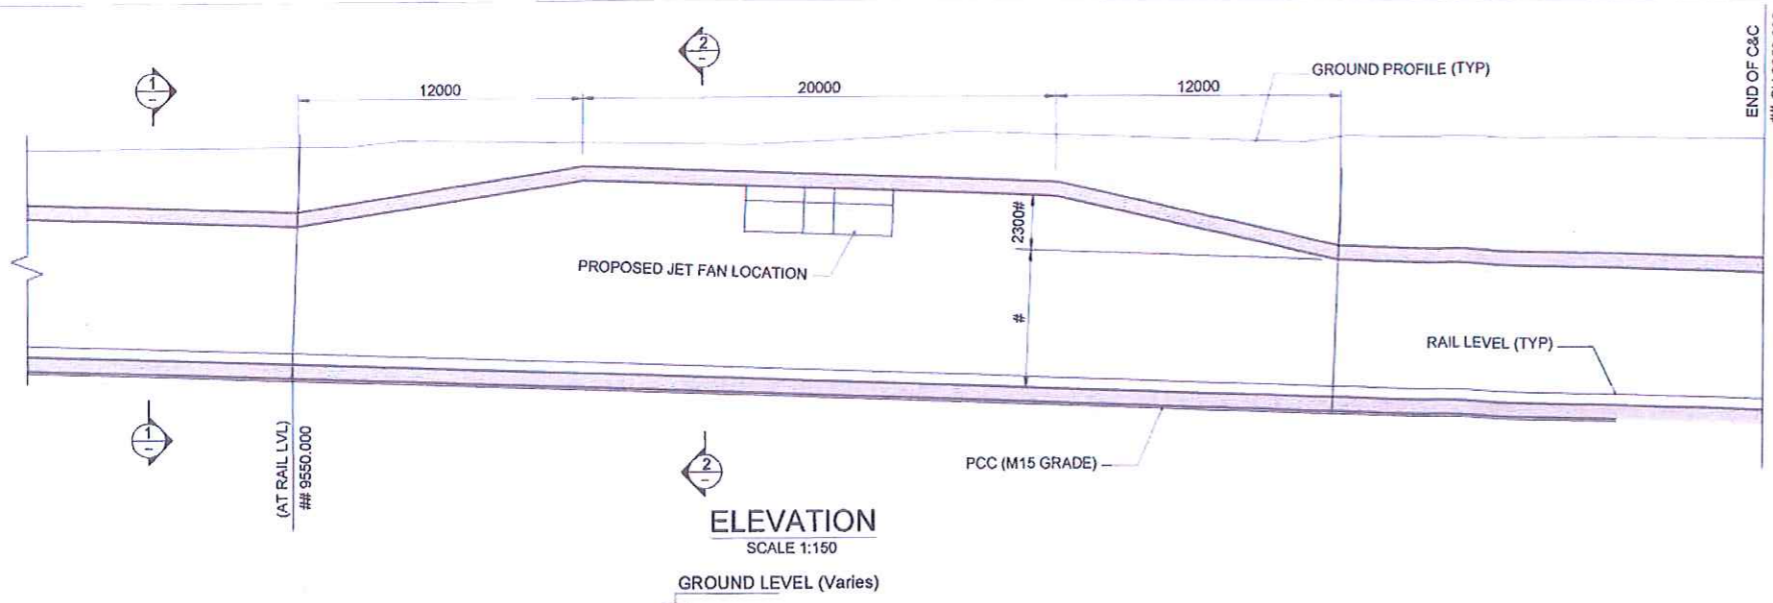 1
-
2
-
12000
20000
12000
GROUND PROFILE (TYP)
END OF C&C
PROPOSED JET FAN LOCATION
2300#
#
RAIL LEVEL (TYP)
1
-
(AT RAIL LVL)
## 9550.000
2
-
PCC (M15 GRADE)
ELEVATION
SCALE 1:150
GROUND LEVEL (Varies)